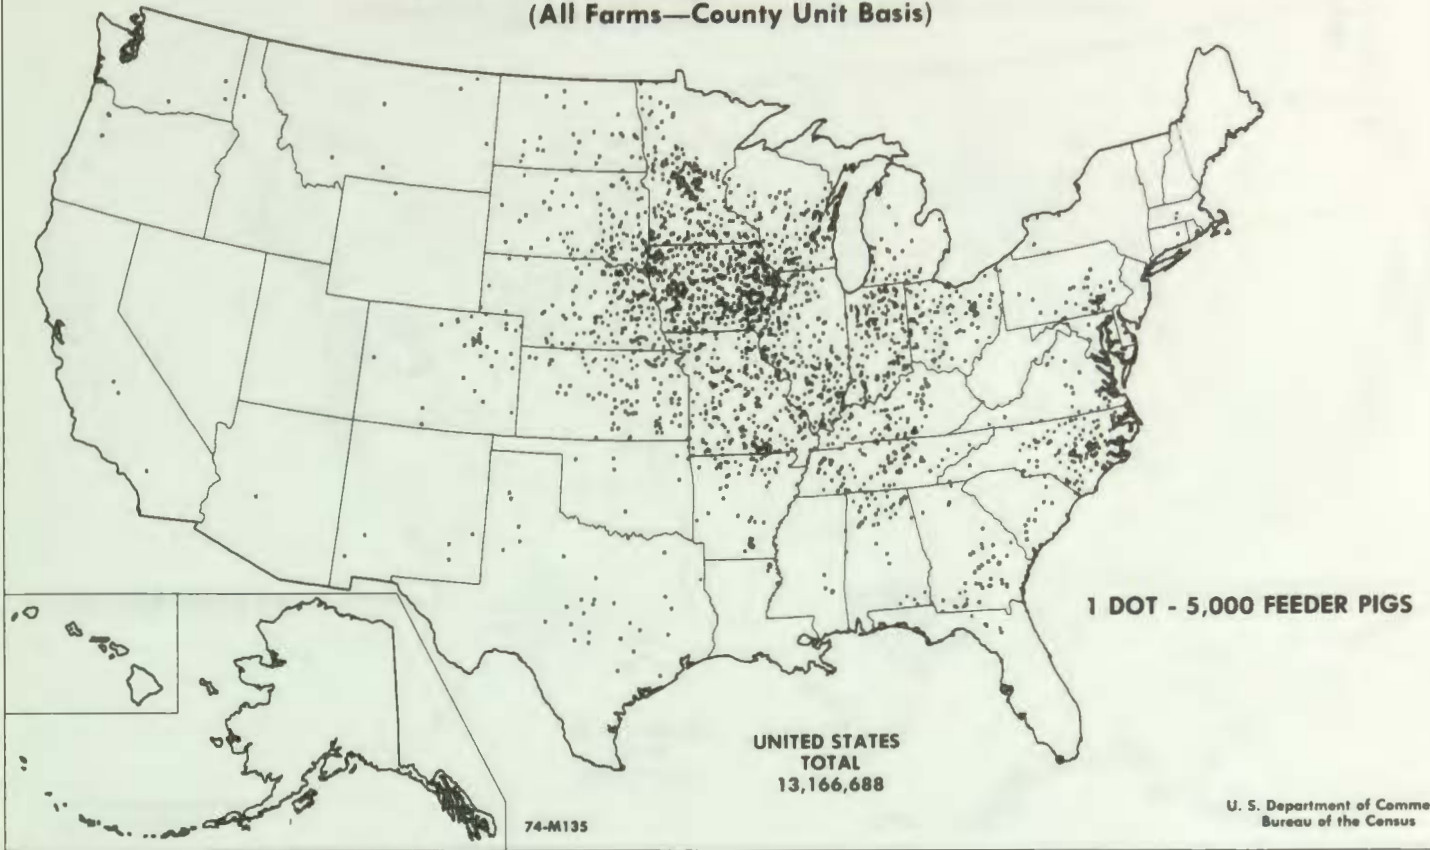 (All Farms—County Unit Basis)
1 DOT - 5,000 FEEDER PIGS
UNITED STATES
TOTAL
13,166,688
74-M135
U. S. Department of Comme
Bureau of the Census